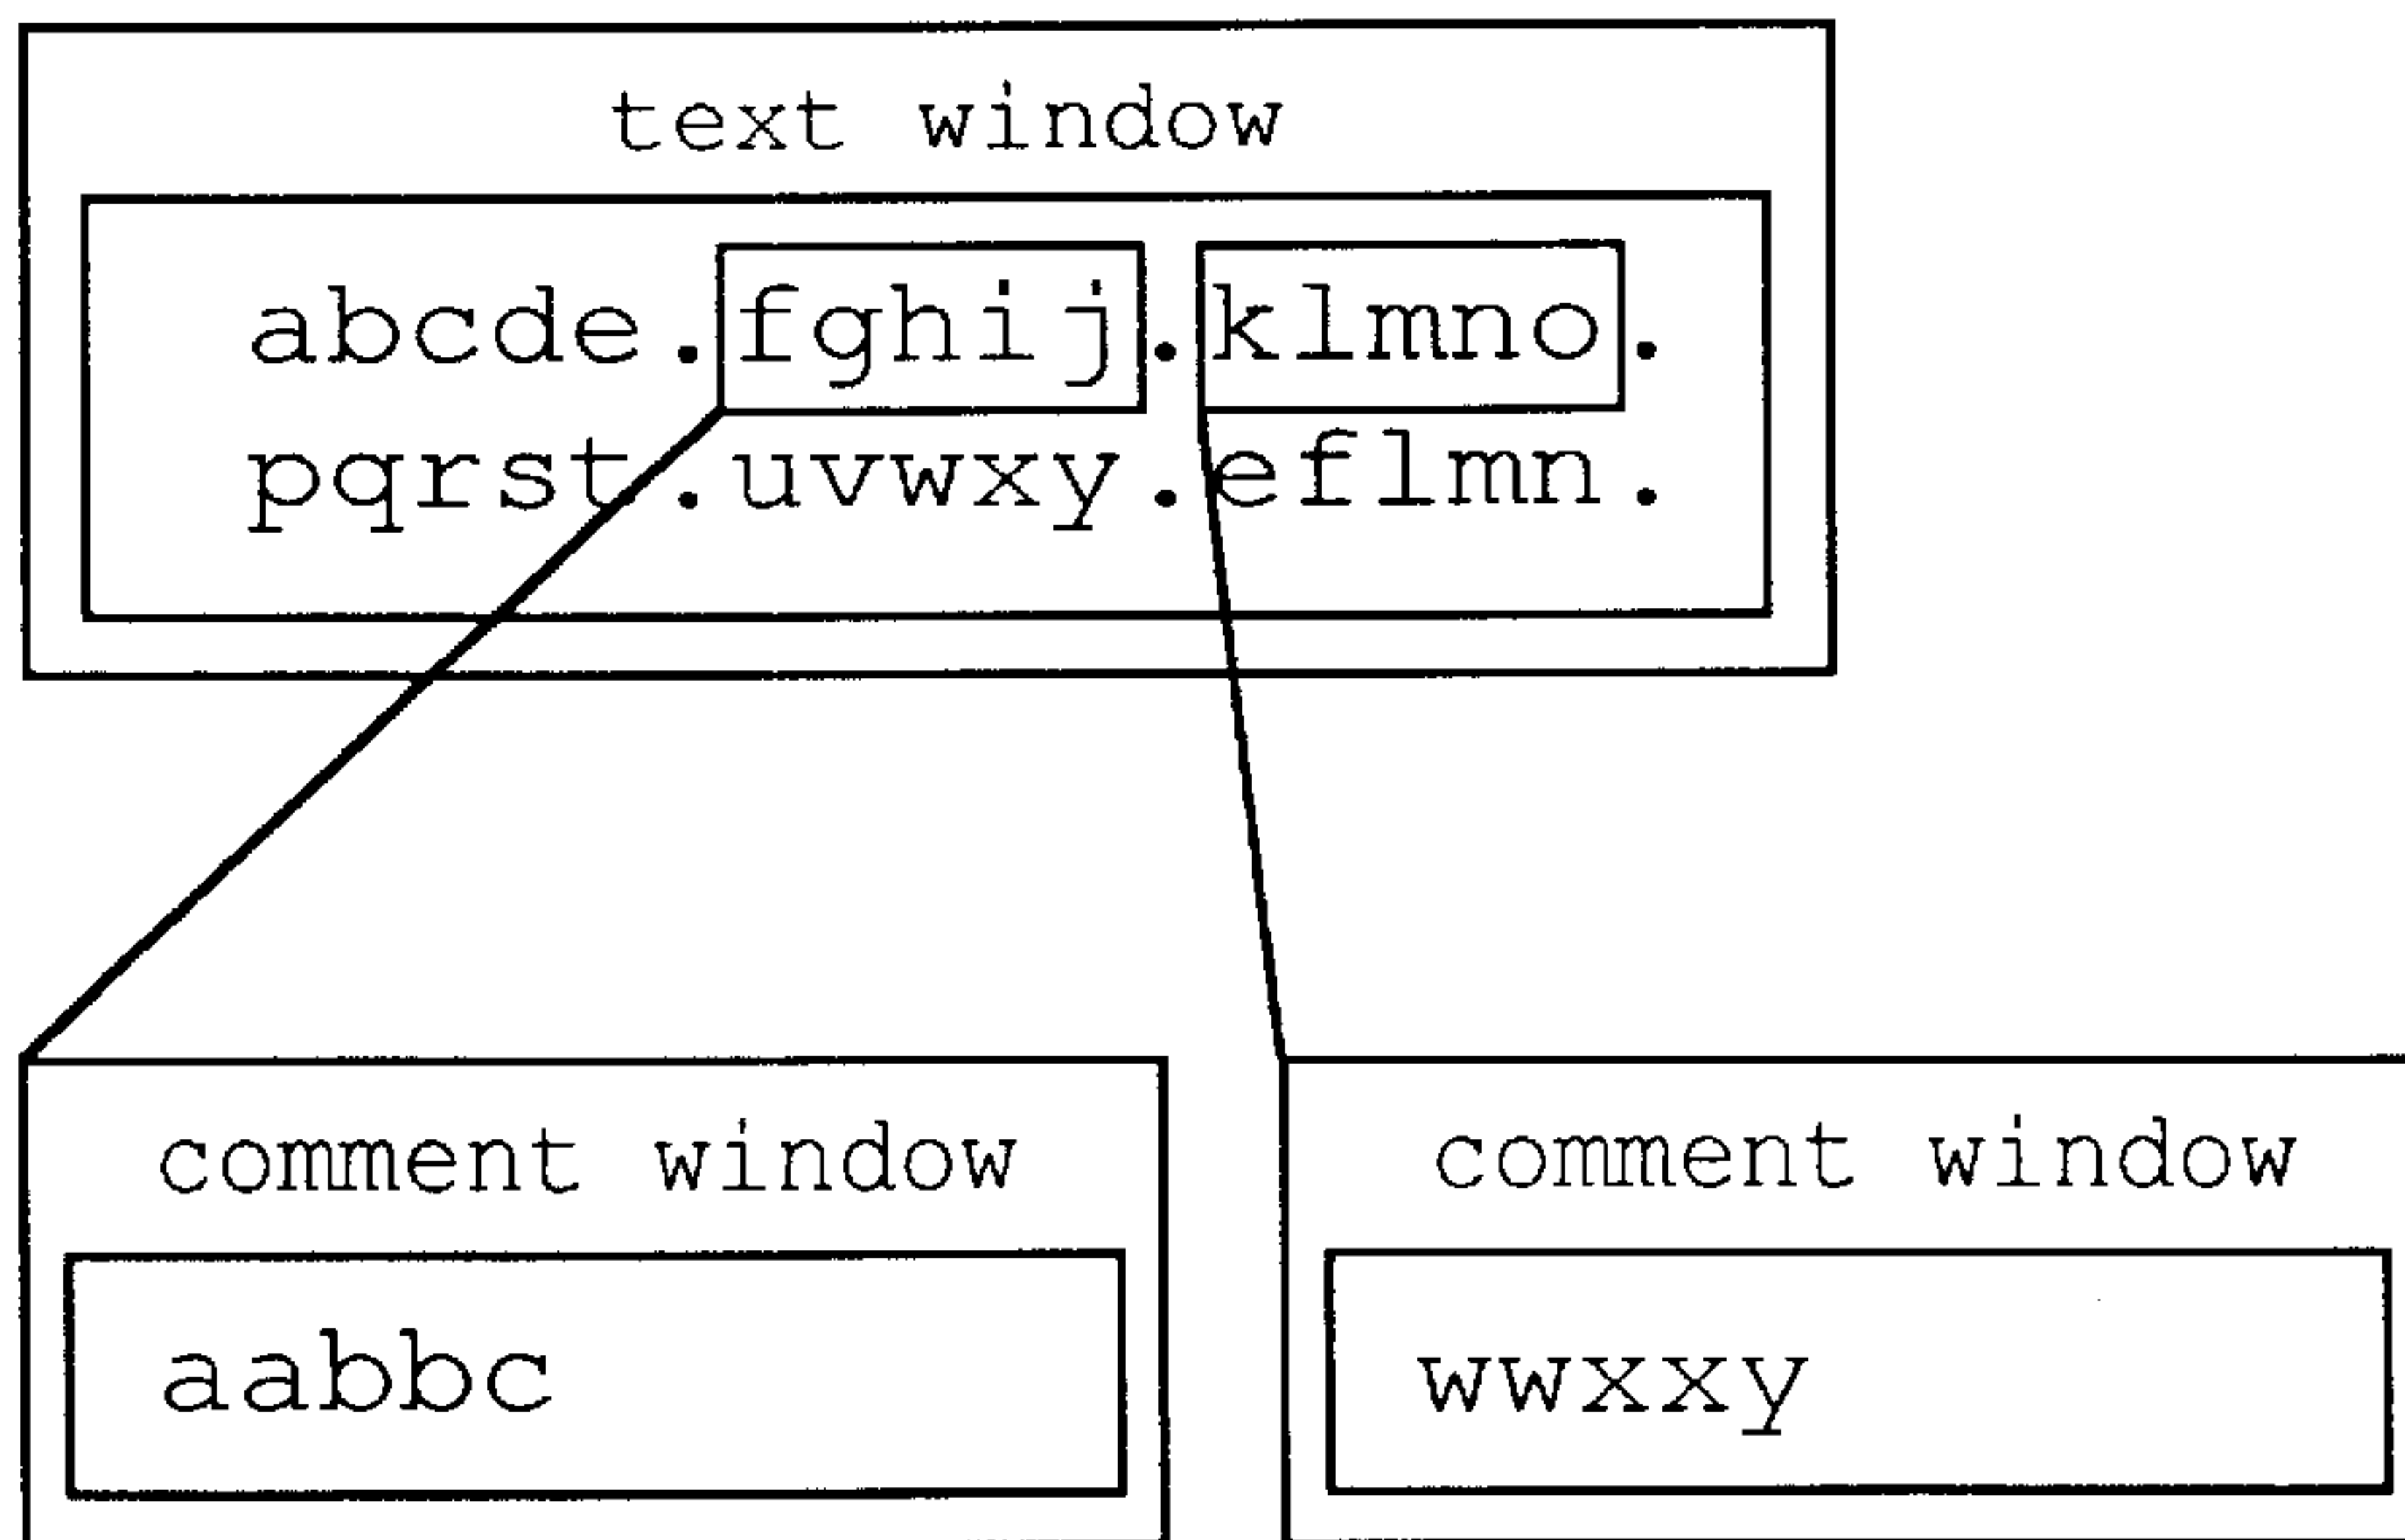 text window
abcde.fghij.klmno.
pqrst.uvwxy.eflmn.
comment window
aabbc
comment window
wwxxy